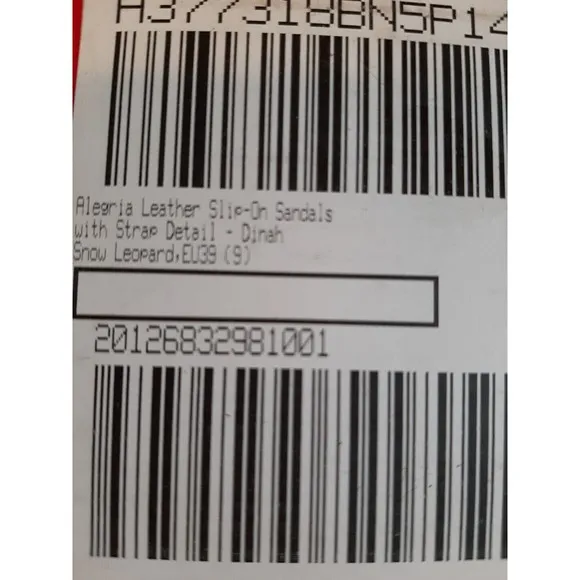 A377318BN5P14
Alegria Leather Slip-On Sandals
with Strap Detail - Dinah
Snow Leopard,EU39 (9)
20126832981001